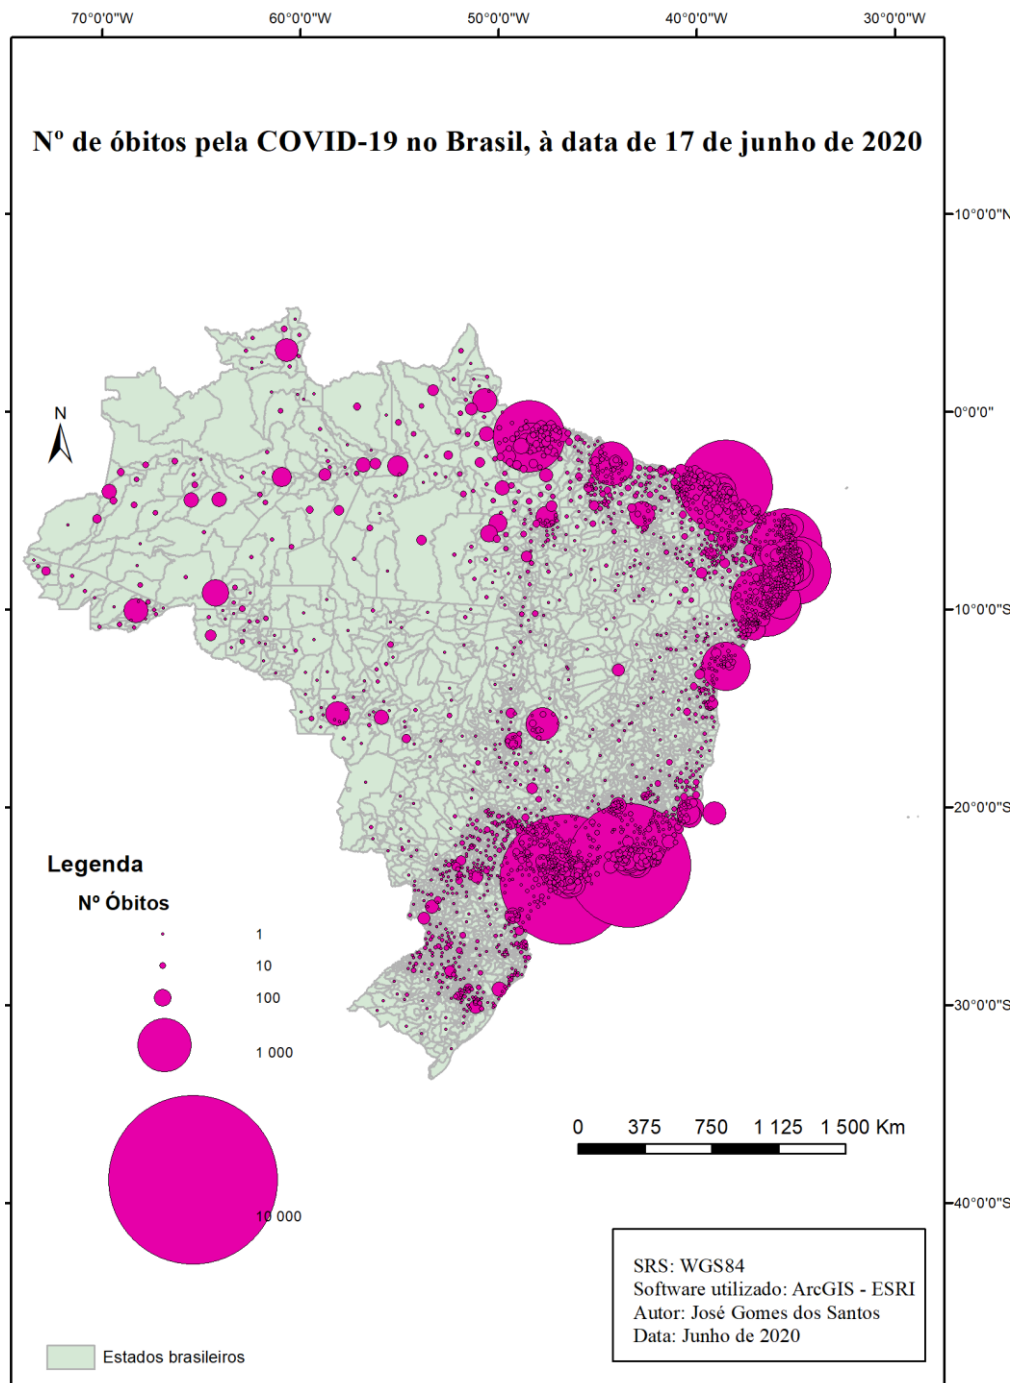 70°0'0"W 60°0'0"W 50°0'0"W 40°0'0"W 30°0'0"W
Nº de óbitos pela COVID-19 no Brasil, à data de 17 de junho de 2020
10°0'0"N
N
0°0'0"
10°0'0"S
20°0'0"S
Legenda
Nº Óbitos
1
10
100
30°0'0"S
1 000
0 375 750 1 125 1 500 Km
40°0'0"S
10 000
SRS: WGS84
Software utilizado: ArcGIS - ESRI
Autor: José Gomes dos Santos
Data: Junho de 2020
Estados brasileiros